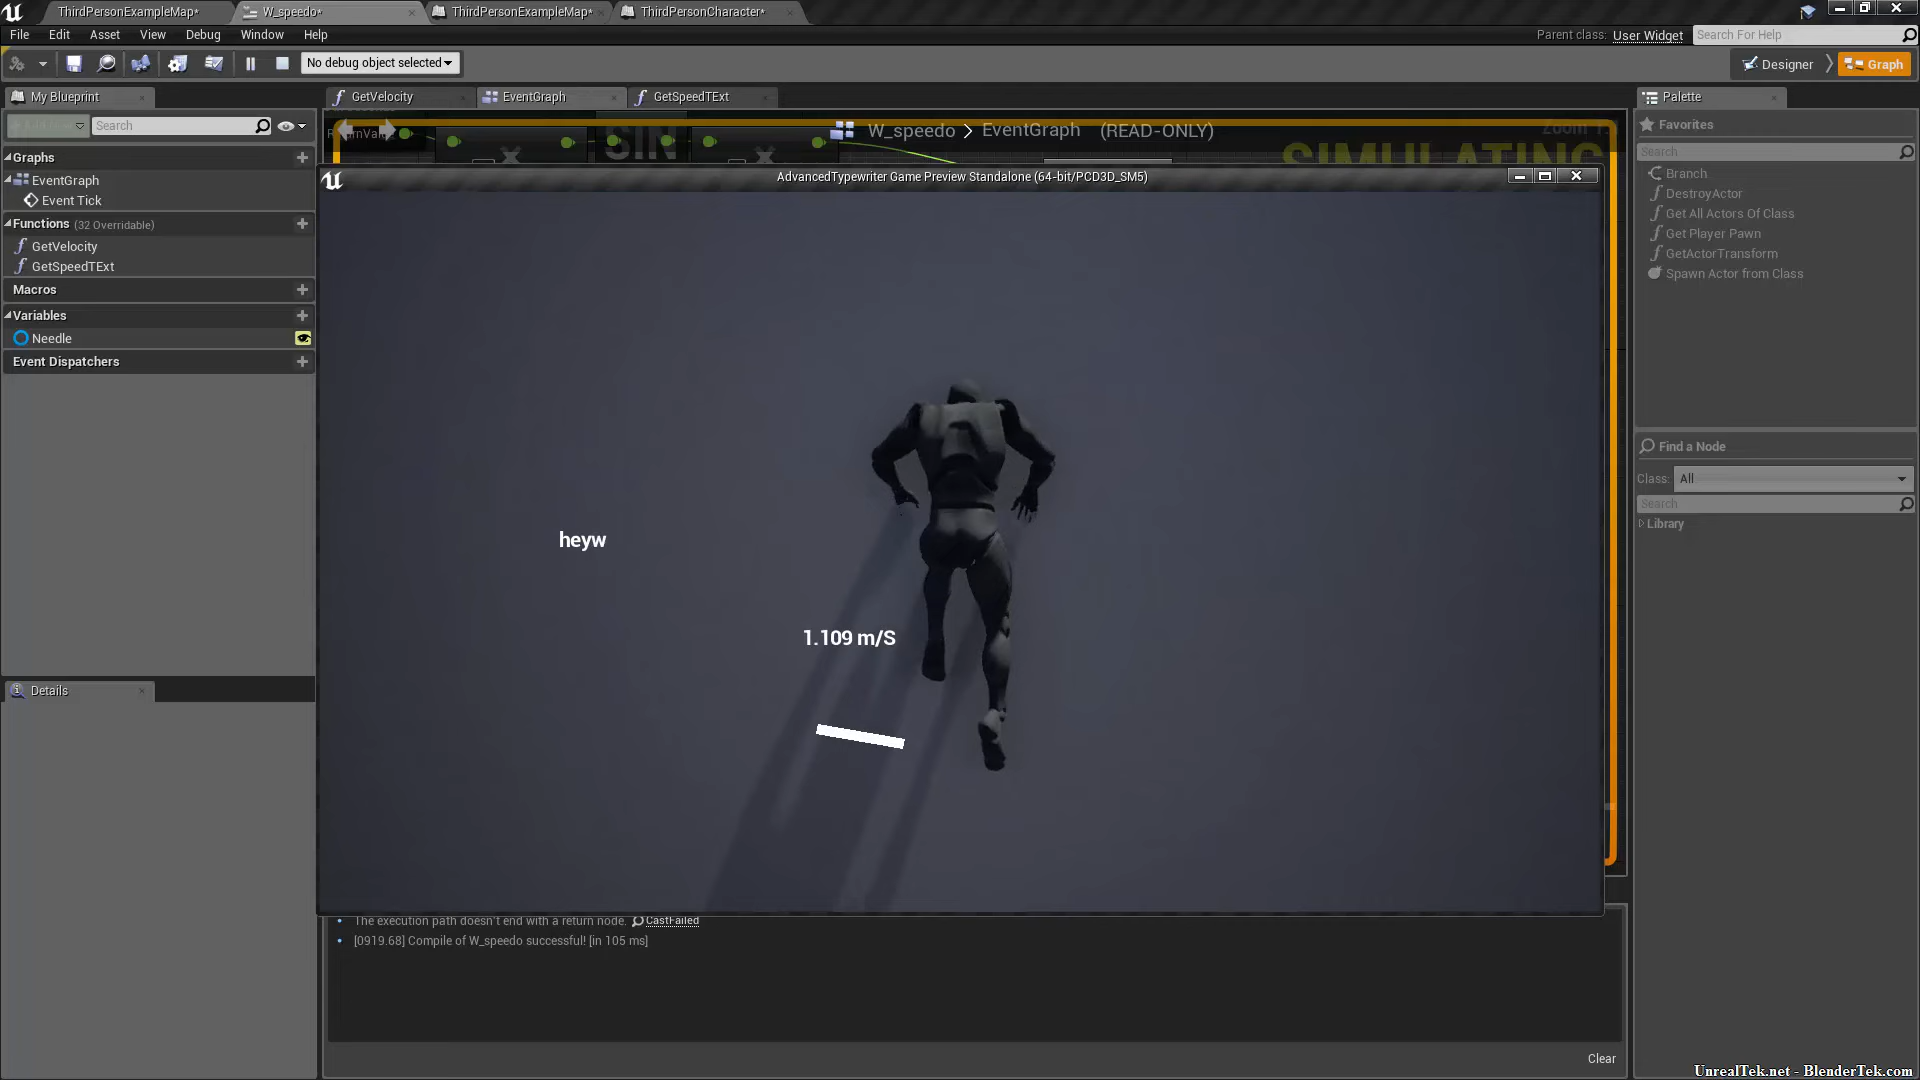 ThirdPersonExampleMap*
W_speedo*
ThirdPersonExampleMap*
ThirdPersonCharacter*
File Edit Asset View Debug Window Help
Parent class: User Widget
Search For Help
No debug object selected
Designer
Graph
My Blueprint
GetVelocity
EventGraph
GetSpeedTExt
Palette
Search
W_speedo > EventGraph (READ-ONLY)
Favorites
SIN
SIMULATING
Search
Graphs
EventGraph
Event Tick
Functions (32 Overridable)
GetVelocity
GetSpeedTExt
Macros
Variables
Needle
Event Dispatchers
AdvancedTypewriter Game Preview Standalone (64-bit/PCD3D_SM5)
Branch
DestroyActor
Get All Actors Of Class
Get Player Pawn
GetActorTransform
Spawn Actor from Class
Find a Node
Class: All
Search
Library
heyw
1.109 m/S
Details
The execution path doesn't end with a return node. CastFailed
[0919.68] Compile of W_speedo successful! [in 105 ms]
Clear
UnrealTek.net - BlenderTek.com